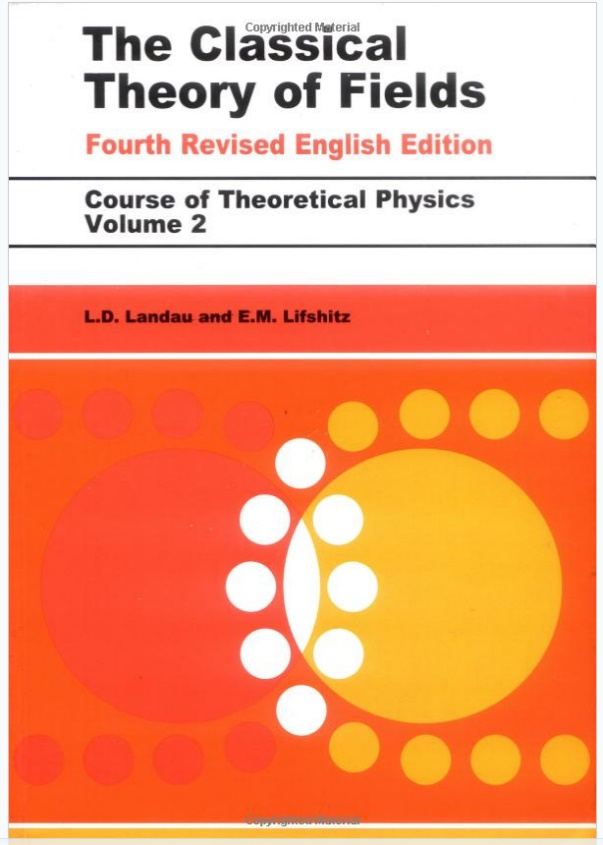 Copyrighted Material
The Classical
Theory of Fields
Fourth Revised English Edition
Course of Theoretical Physics
Volume 2
L.D. Landau and E.M. Lifshitz
Copyrighted Material